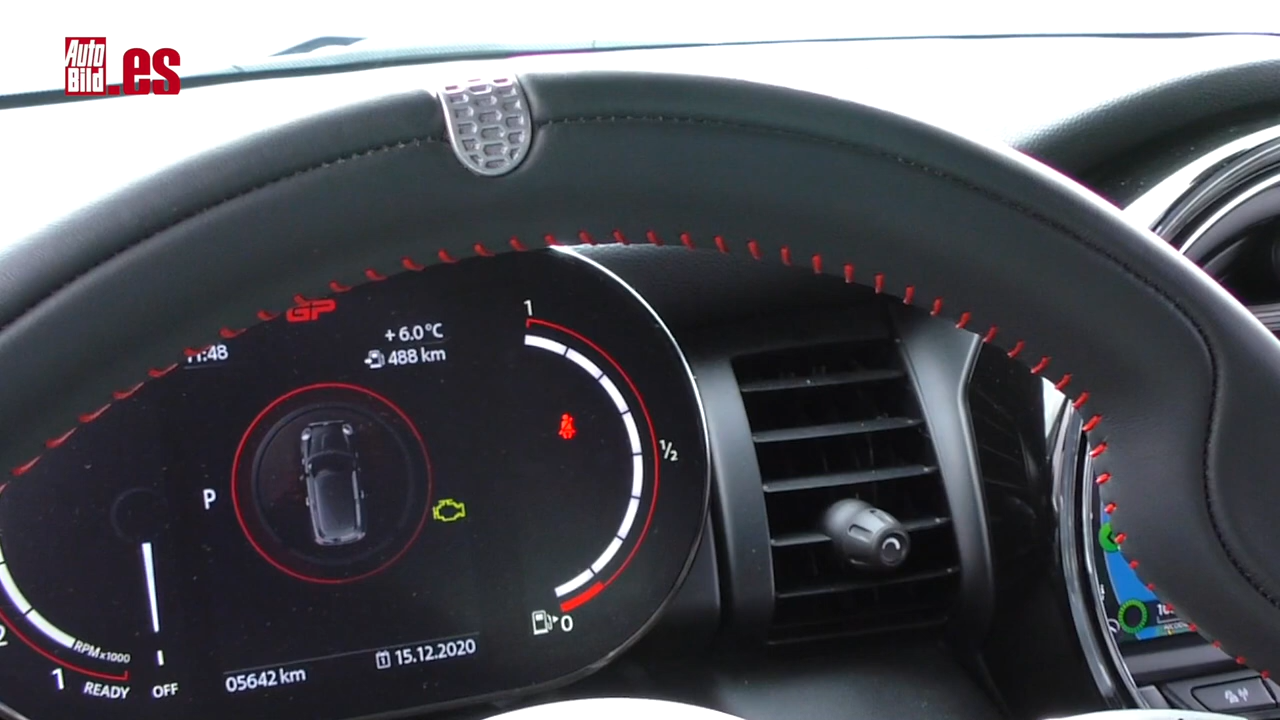 Auto
Bild
.es
GP
11:48
+ 6.0 °C
488 km
1
1/2
0
P
2
1
RPM x1000
READY
OFF
05642 km
15.12.2020